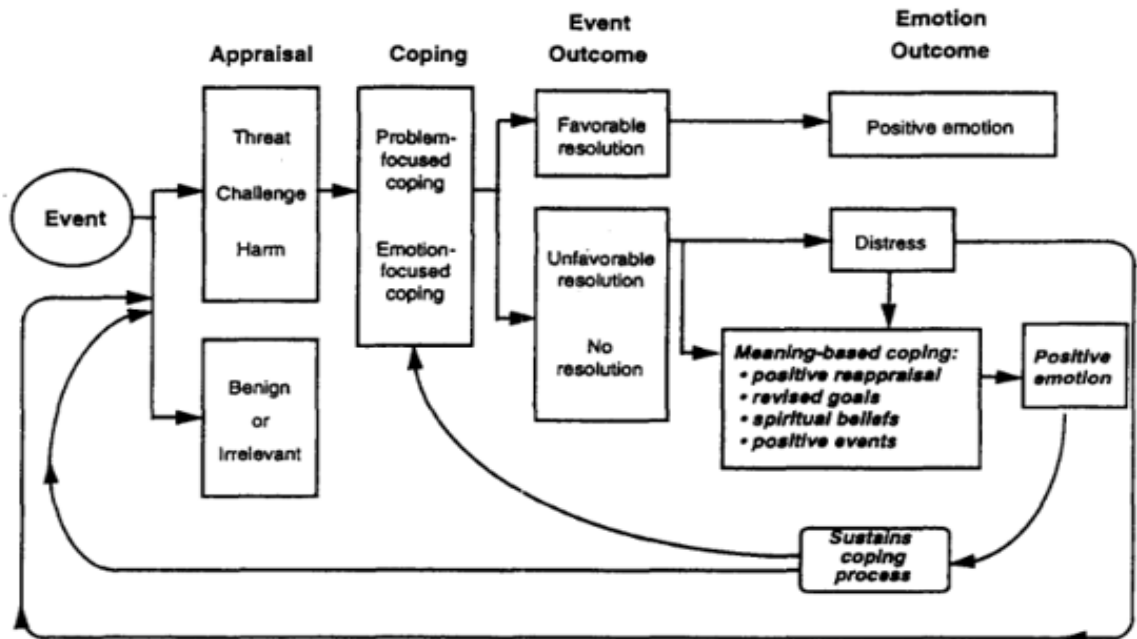 Appraisal
Coping
Event
Outcome
Emotion
Outcome
Event
Threat
Challenge
Harm
Benign
or
Irrelevant
Problem-
focused
coping
Emotion-
focused
coping
Favorable
resolution
Unfavorable
resolution
No
resolution
Positive emotion
Distress
Meaning-based coping:
• positive reappraisal
• revised goals
• spiritual beliefs
• positive events
Positive
emotion
Sustains
coping
process